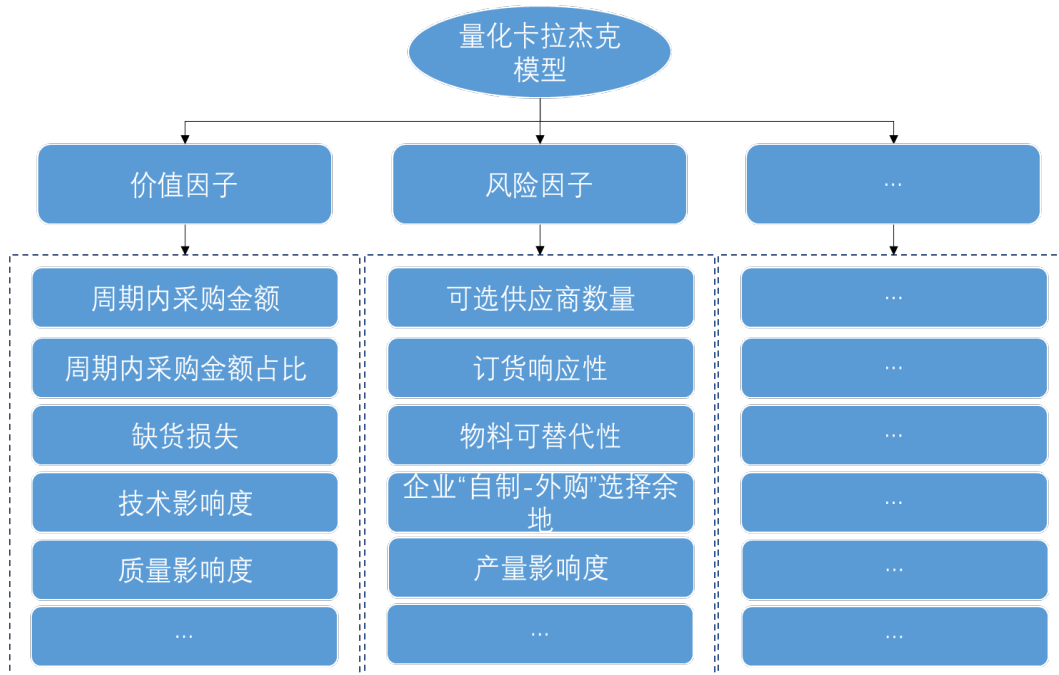 量化卡拉杰克
模型
价值因子
风险因子
...
周期内采购金额
可选供应商数量
...
周期内采购金额占比
订货响应性
...
缺货损失
物料可替代性
...
技术影响度
企业“自制-外购”选择余
地
...
质量影响度
产量影响度
...
...
...
...